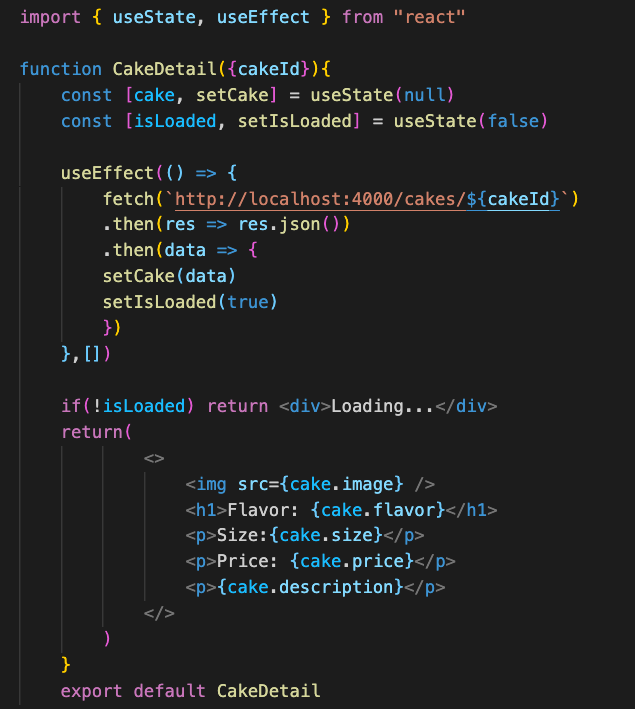 import { useState, useEffect } from "react"
function CakeDetail({cakeId}){
const [cake, setCake] = useState(null)
const [isLoaded, setIsLoaded] = useState(false)
useEffect(() => {
fetch(`http://localhost:4000/cakes/${cakeId}`)
.then(res => res.json())
.then(data => {
setCake(data)
setIsLoaded(true)
})
},[])
if(!isLoaded) return <div>Loading...</div>
return(
<>
<img src={cake.image} />
<h1>Flavor: {cake.flavor}</h1>
<p>Size:{cake.size}</p>
<p>Price: {cake.price}</p>
<p>{cake.description}</p>
</>
)
}
export default CakeDetail